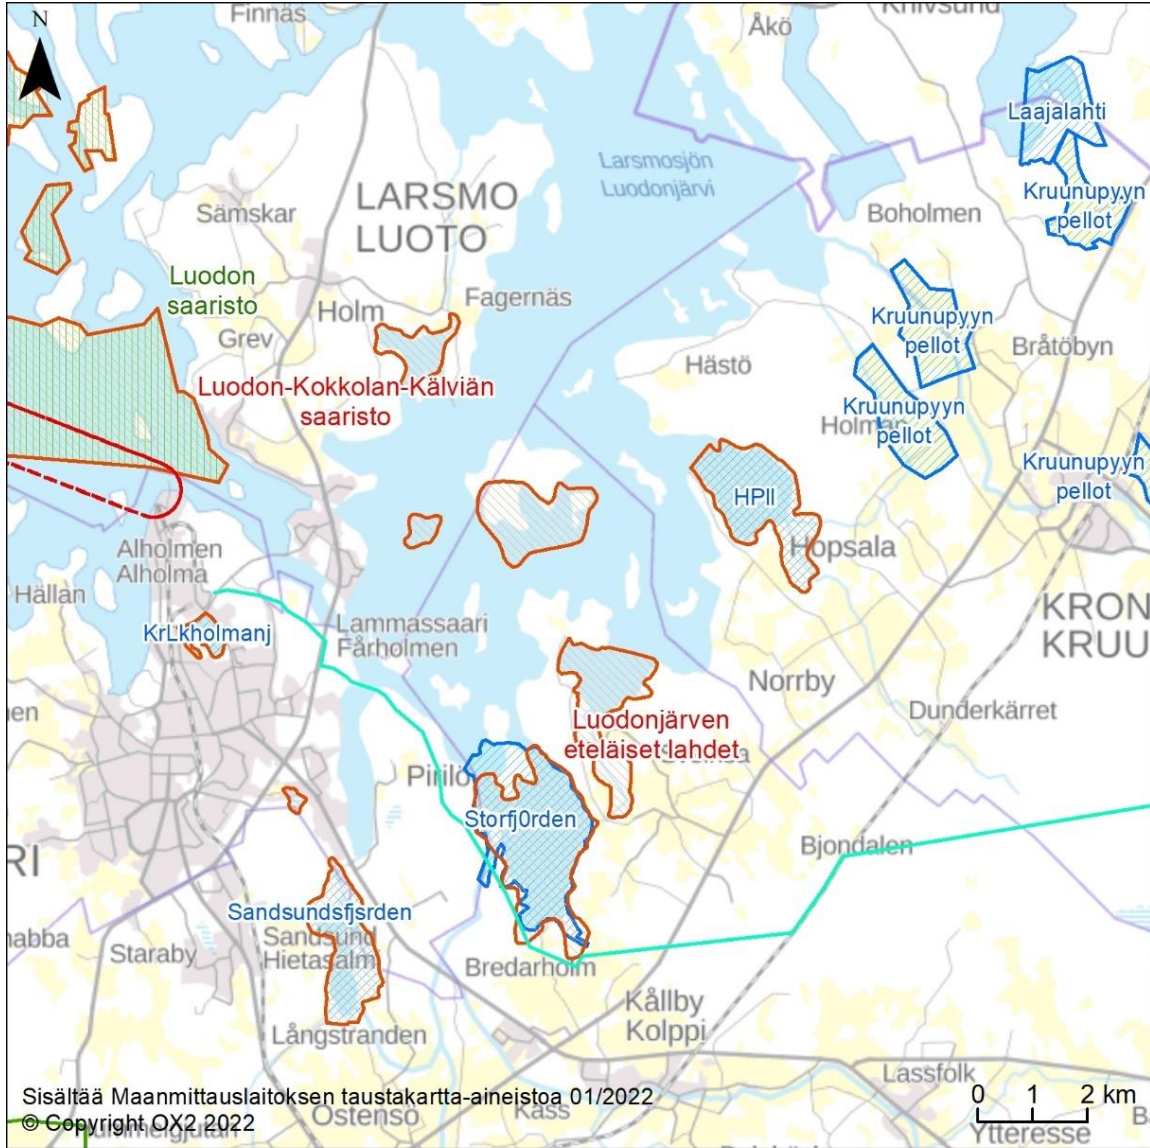 N
Finnäs
Åkö
Laajalahti
Larsmosjön
Luodonjärvi
LARSMO
LUOTO
Sämskar
Kruunupyyn
pellot
Boholmen
Luodon
saaristo
Fagernäs
Holm
Grev
Kruunupyyn
pellot
Bråtöbyn
Hästö
Luodon-Kokkolan-Kälviän
saaristo
Kruunupyyn
pellot
Kruunupyyn
pellot
HPII
Hopsala
Alholmen
Alholma
Hällan
KrLkholmanj
Lammassaari
Fårholmen
KRON
KRUU
Norrby
Dunderkärret
Luodonjärven
eteläiset lahdet
Storfj0rden
Bjondalen
RI
Sandsundsfjsrden
Sandsund
Hietasalmi
Staraby
Bredarholm
Kållby
Kolppi
Långstranden
Lassfolk
Sisältää Maanmittauslaitoksen taustakartta-aineistoa 01/2022
© Copyright OX2 2022
Östensö
0 1 2 km
Ytteresse